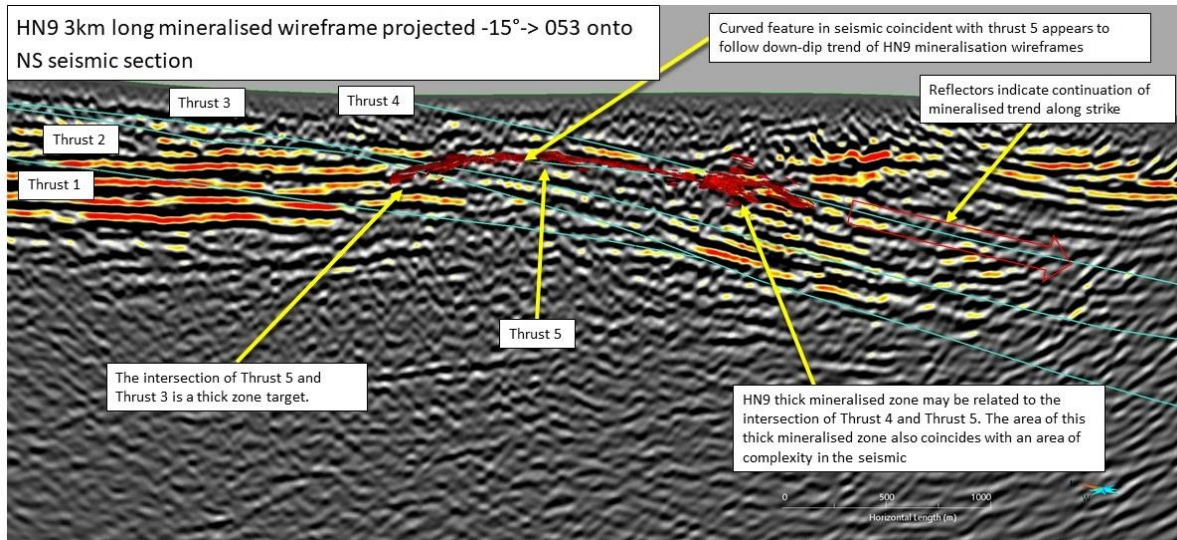 HN9 3km long mineralised wireframe projected -15°-> 053 onto
NS seismic section
Curved feature in seismic coincident with thrust 5 appears to
follow down-dip trend of HN9 mineralisation wireframes
Reflectors indicate continuation of
mineralised trend along strike
Thrust 3
Thrust 4
Thrust 2
Thrust 1
Thrust 5
The intersection of Thrust 5 and
Thrust 3 is a thick zone target.
HN9 thick mineralised zone may be related to the
intersection of Thrust 4 and Thrust 5. The area of this
thick mineralised zone also coincides with an area of
complexity in the seismic
0 500 1000
Horizontal Length (m)